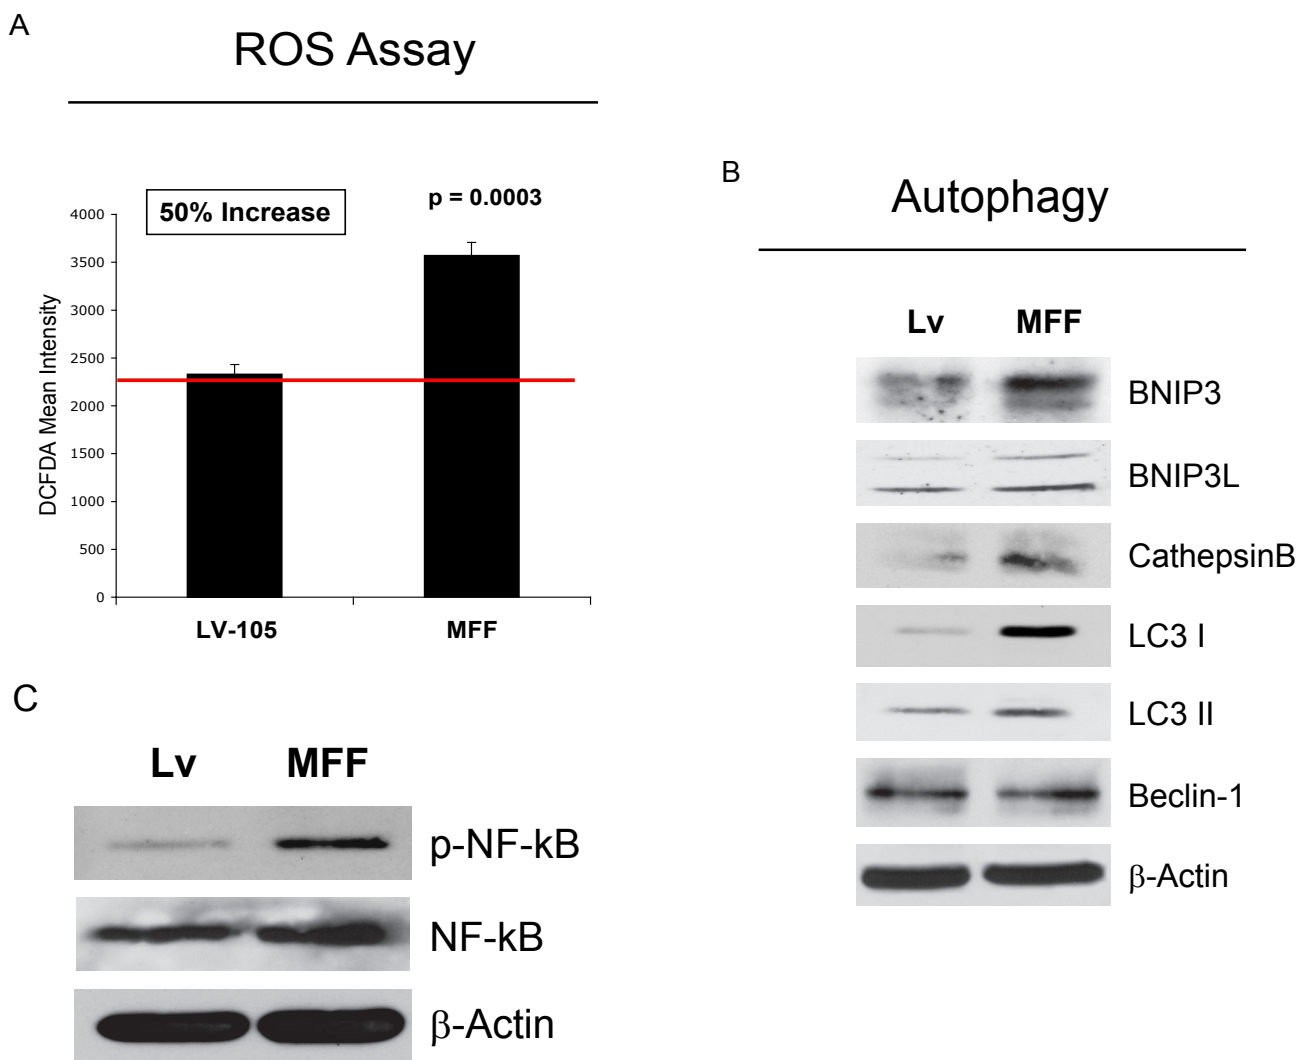 A
ROS Assay
50% Increase
p = 0.0003
4000
3500
3000
2500
2000
1500
1000
500
0
DCFDA Mean Intensity
LV-105 MFF
B
Autophagy
Lv MFF
BNIP3
BNIP3L
CathepsinB
LC3 I
LC3 II
Beclin-1
β-Actin
C
Lv MFF
p-NF-kB
NF-kB
β-Actin